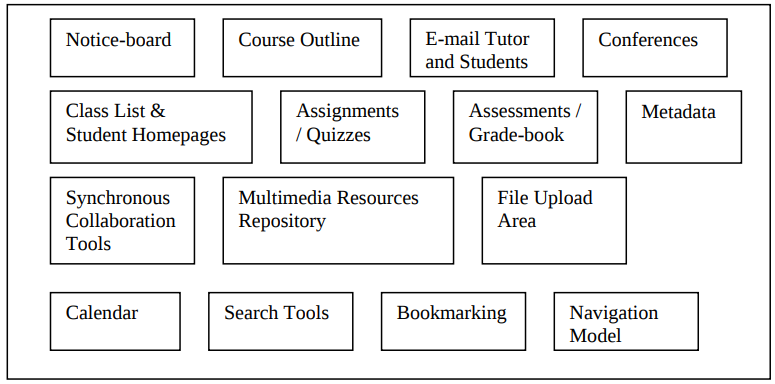 Notice-board
Course Outline
E-mail Tutor
and Students
Conferences
Class List &
Student Homepages
Assignments
/ Quizzes
Assessments /
Grade-book
Metadata
Synchronous
Collaboration
Tools
Multimedia Resources
Repository
File Upload
Area
Calendar
Search Tools
Bookmarking
Navigation
Model